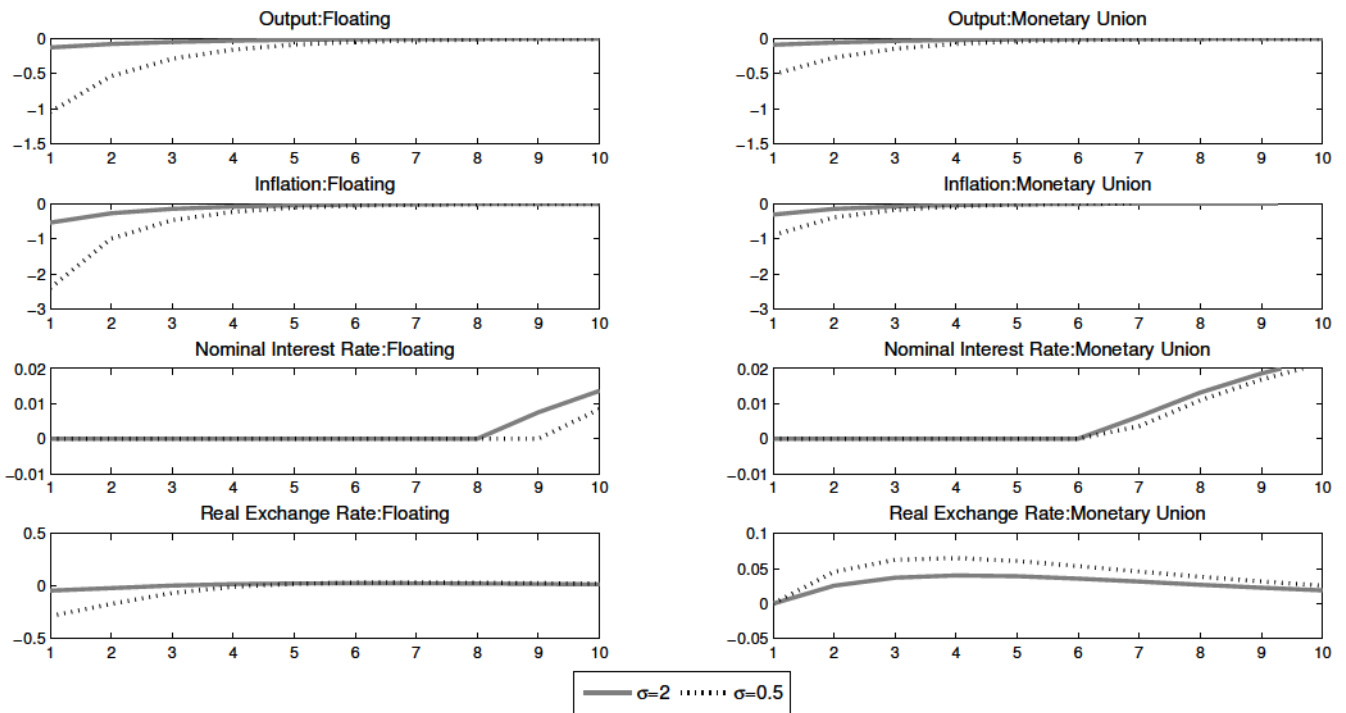 Output:Floating
0
−0.5
−1
−1.5
1 2 3 4 5 6 7 8 9 10
Output:Monetary Union
0
−0.5
−1
−1.5
1 2 3 4 5 6 7 8 9 10
Inflation:Floating
0
−1
−2
−3
1 2 3 4 5 6 7 8 9 10
Inflation:Monetary Union
0
−1
−2
−3
1 2 3 4 5 6 7 8 9 10
Nominal Interest Rate:Floating
0.02
0.01
0
−0.01
1 2 3 4 5 6 7 8 9 10
Nominal Interest Rate:Monetary Union
0.02
0.01
0
−0.01
1 2 3 4 5 6 7 8 9 10
Real Exchange Rate:Floating
0.5
0
−0.5
1 2 3 4 5 6 7 8 9 10
Real Exchange Rate:Monetary Union
0.1
0.05
0
−0.05
1 2 3 4 5 6 7 8 9 10
σ=2 σ=0.5